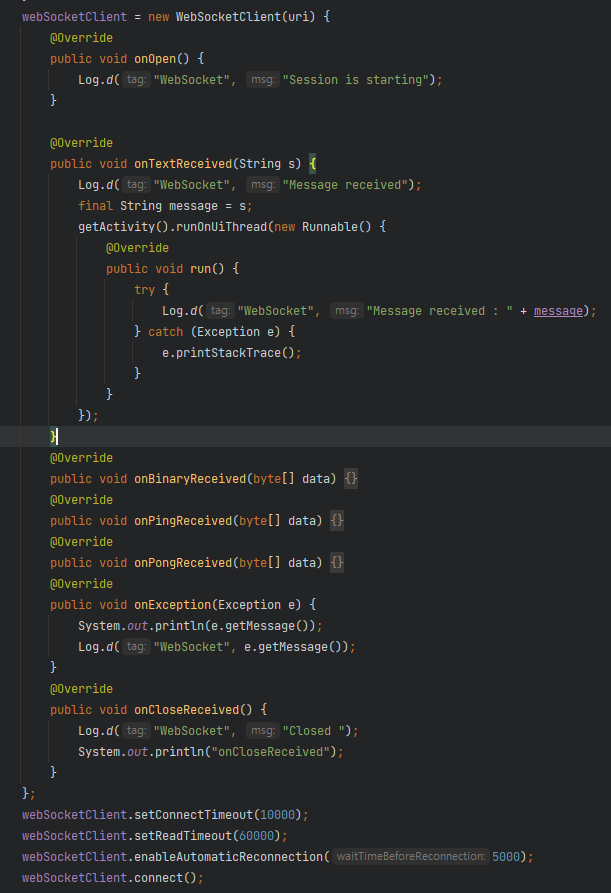 webSocketClient = new WebSocketClient(uri) {
@Override
public void onOpen() {
Log.d( tag: "WebSocket", msg: "Session is starting");
}
@Override
public void onTextReceived(String s) {
Log.d( tag: "WebSocket", msg: "Message received");
final String message = s;
getActivity().runOnUiThread(new Runnable() {
@Override
public void run() {
try {
Log.d( tag: "WebSocket", msg: "Message received : " + message);
} catch (Exception e) {
e.printStackTrace();
}
}
});
}
@Override
public void onBinaryReceived(byte[] data) {}
@Override
public void onPingReceived(byte[] data) {}
@Override
public void onPongReceived(byte[] data) {}
@Override
public void onException(Exception e) {
System.out.println(e.getMessage());
Log.d( tag: "WebSocket", e.getMessage());
}
@Override
public void onCloseReceived() {
Log.d( tag: "WebSocket", msg: "Closed ");
System.out.println("onCloseReceived");
}
};
webSocketClient.setConnectTimeout(10000);
webSocketClient.setReadTimeout(60000);
webSocketClient.enableAutomaticReconnection( waitTimeBeforeReconnection: 5000);
webSocketClient.connect();